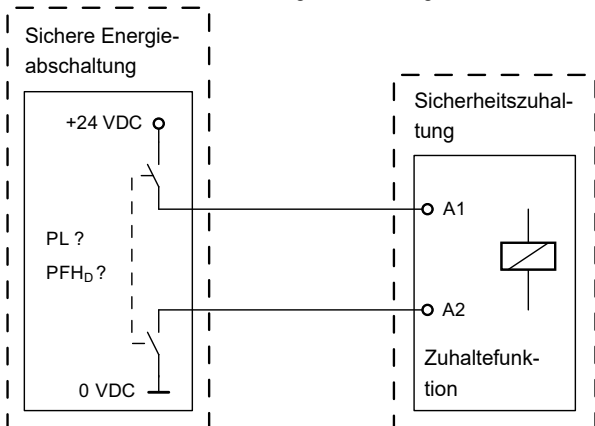 Sichere Energie-
abschaltung
+24 VDC
PL ?
PFHD ?
0 VDC
Sicherheitszuhal-
tung
A1
A2
Zuhaltefunk-
tion